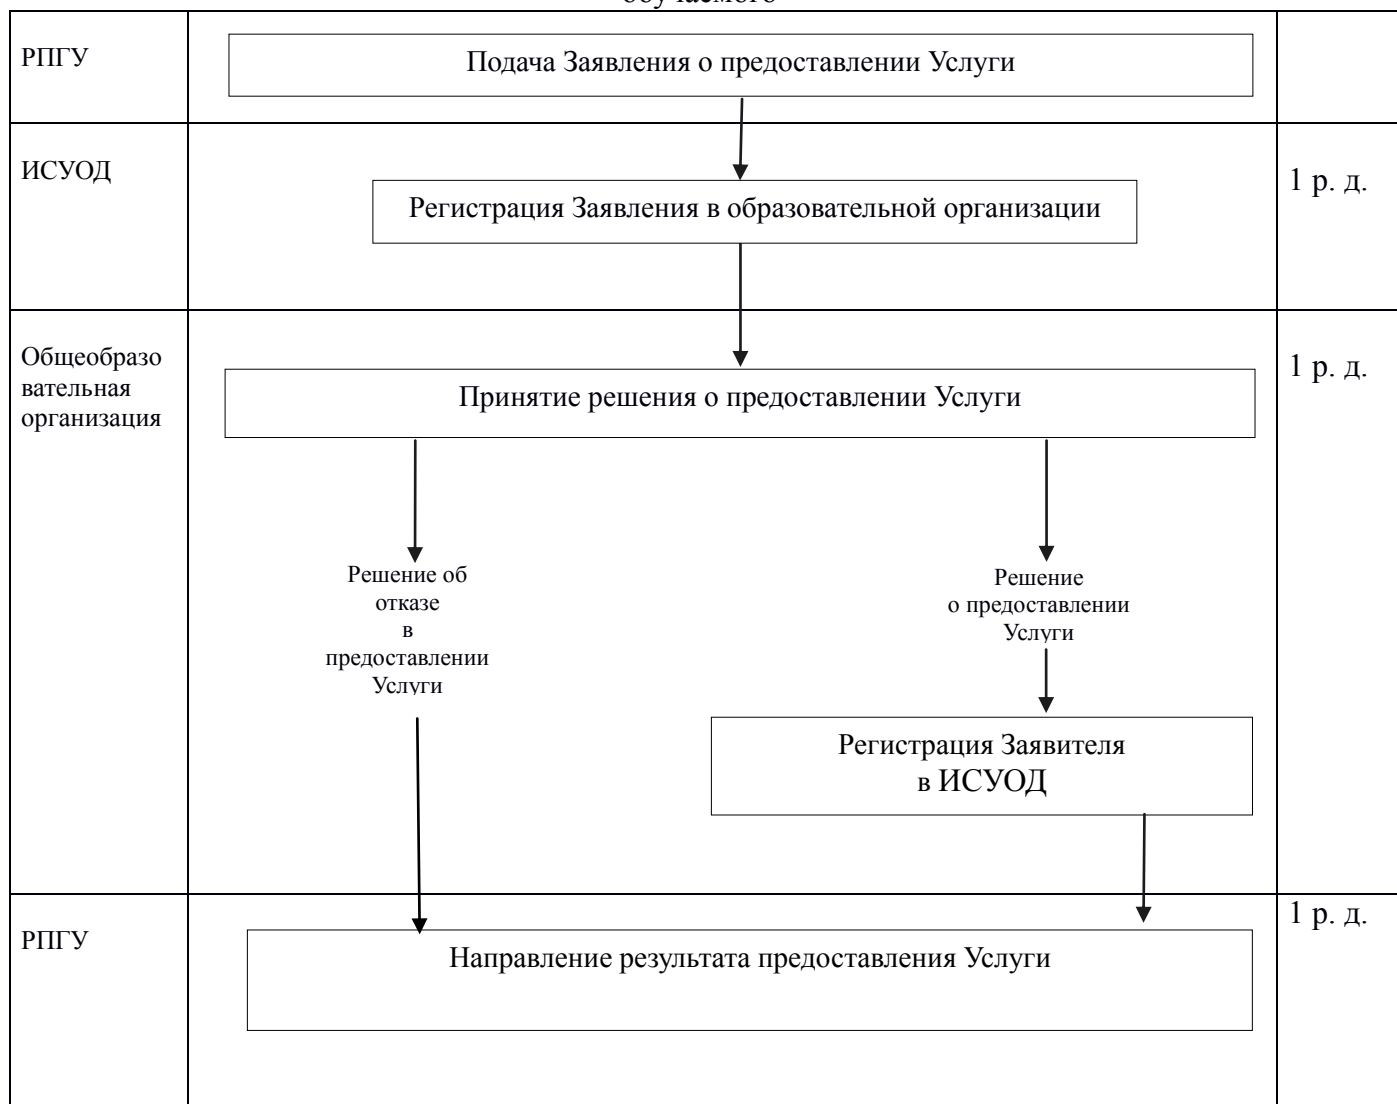 обучаемого
РПГУ
Подача Заявления о предоставлении Услуги
ИСУОД
1 р. д.
Регистрация Заявления в образовательной организации
Общеобразо
вательная
организация
1 р. д.
Принятие решения о предоставлении Услуги
Решение об
отказе
в
предоставлении
Услуги
Решение
о предоставлении
Услуги
Регистрация Заявителя
в ИСУОД
РПГУ
1 р. д.
Направление результата предоставления Услуги